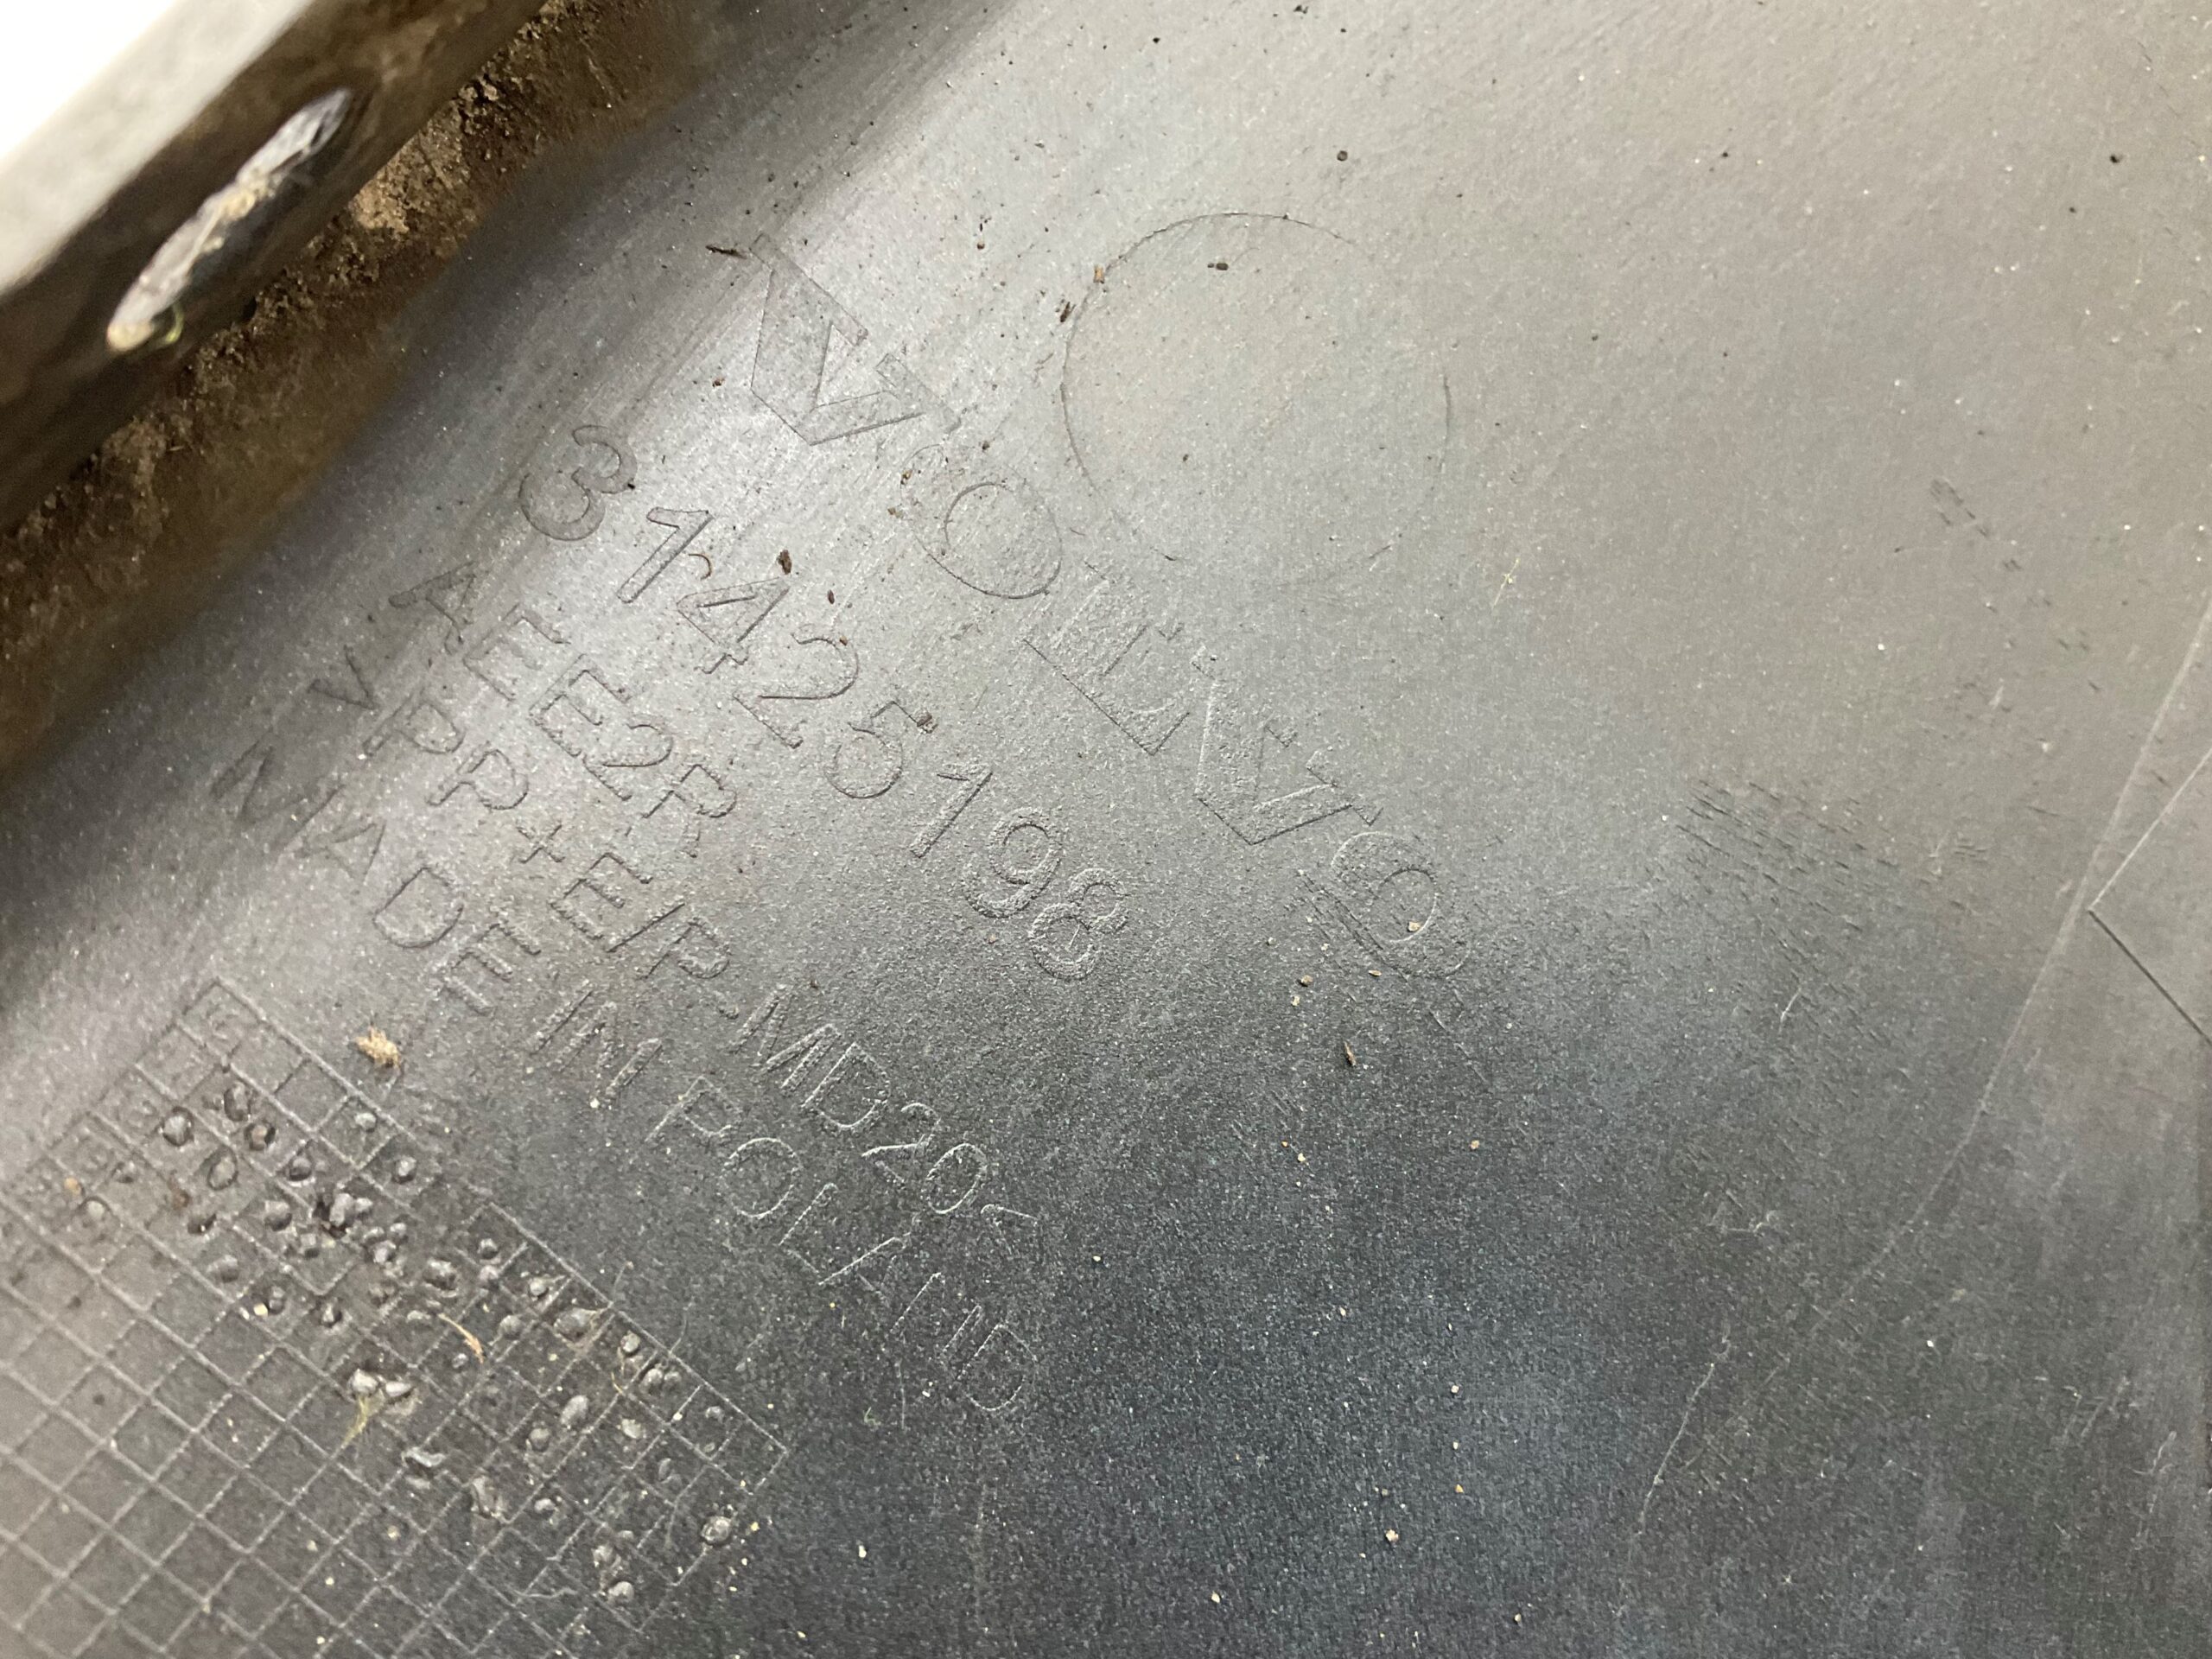 VOLVO
31425198
AEE2R
>PP+E/P-MD20<
MADE IN POLAND